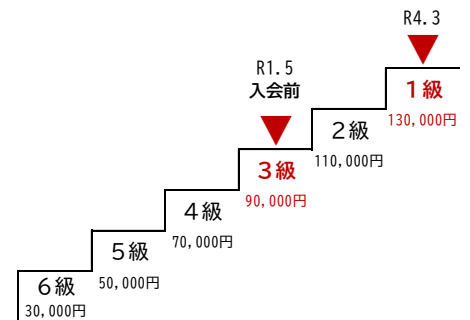 R4.3
R1.5
入会前
1級
130,000円
2級
110,000円
3級
90,000円
4級
70,000円
5級
50,000円
6級
30,000円